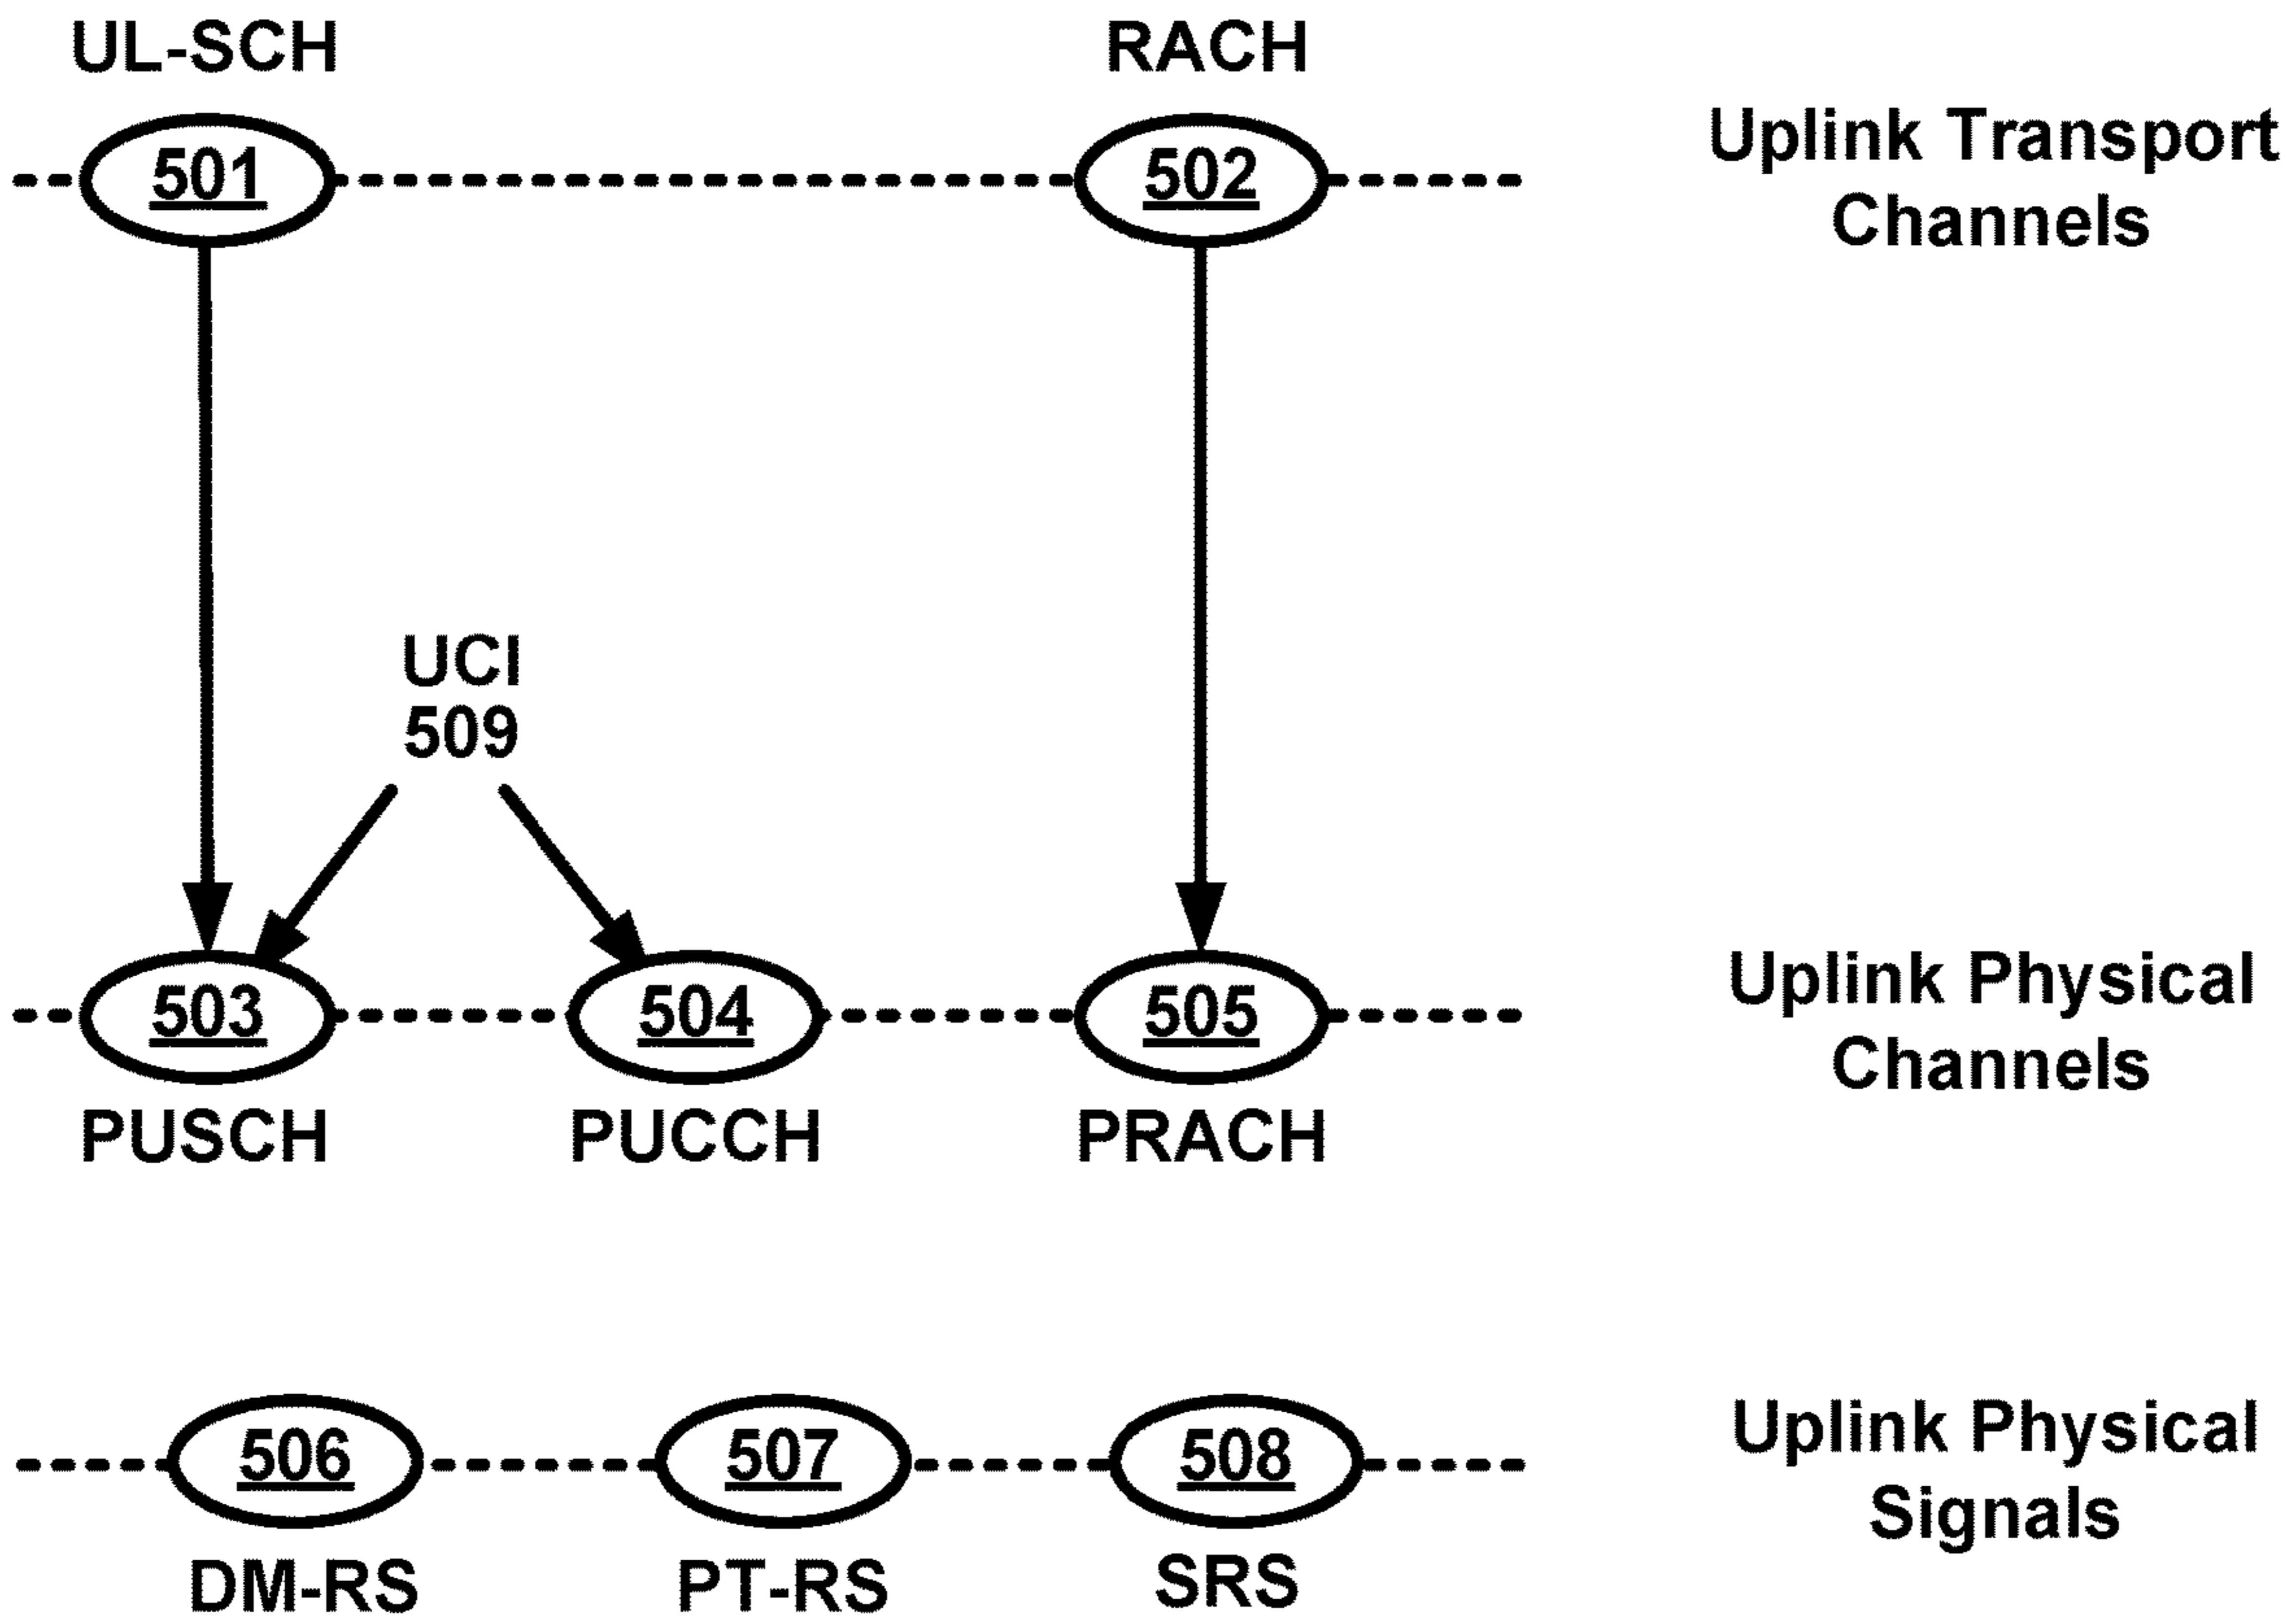 UL-SCH
RACH
501
502
Uplink Transport
Channels
UCI
509
503
504
505
Uplink Physical
Channels
PUSCH
PUCCH
PRACH
506
507
508
Uplink Physical
Signals
DM-RS
PT-RS
SRS